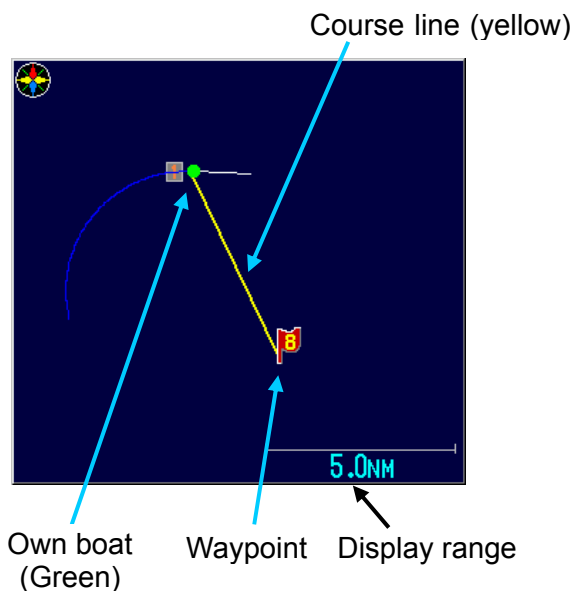 Course line (yellow)
8
5.0NM
Own boat
(Green)
Waypoint
Display range